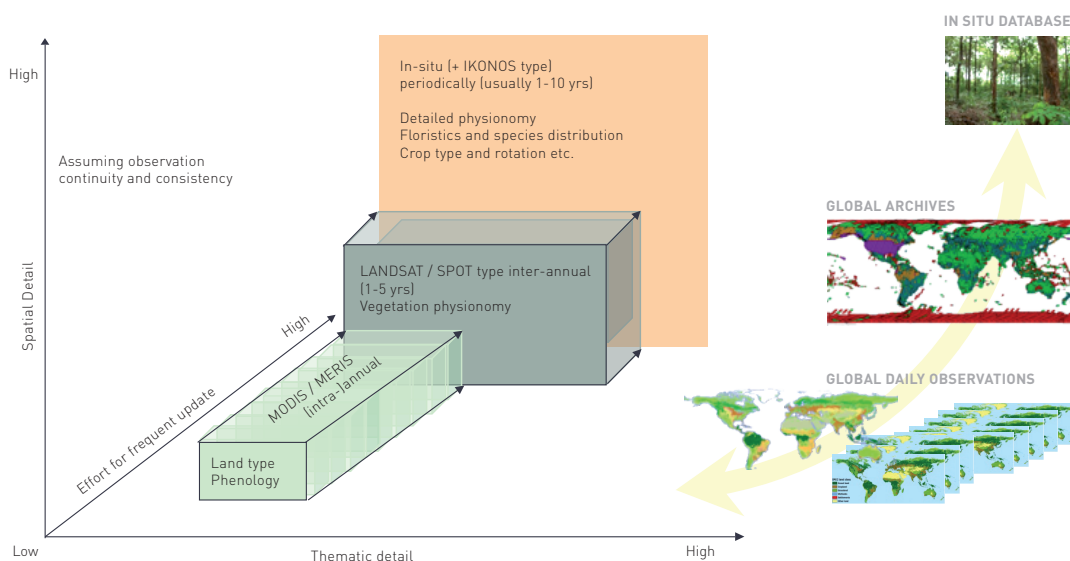 IN SITU DATABASE
High
In-situ (+ IKONOS type)
periodically (usually 1-10 yrs)
Detailed physionomy
Floristics and species distribution
Crop type and rotation etc.
Assuming observation
continuity and consistency
GLOBAL ARCHIVES
LANDSAT / SPOT type inter-annual
(1-5 yrs)
Vegetation physionomy
Spatial Detail
High
MODIS / MERIS
(intra-)annual
Effort for frequent update
GLOBAL DAILY OBSERVATIONS
Land type
Phenology
Low
Thematic detail
High